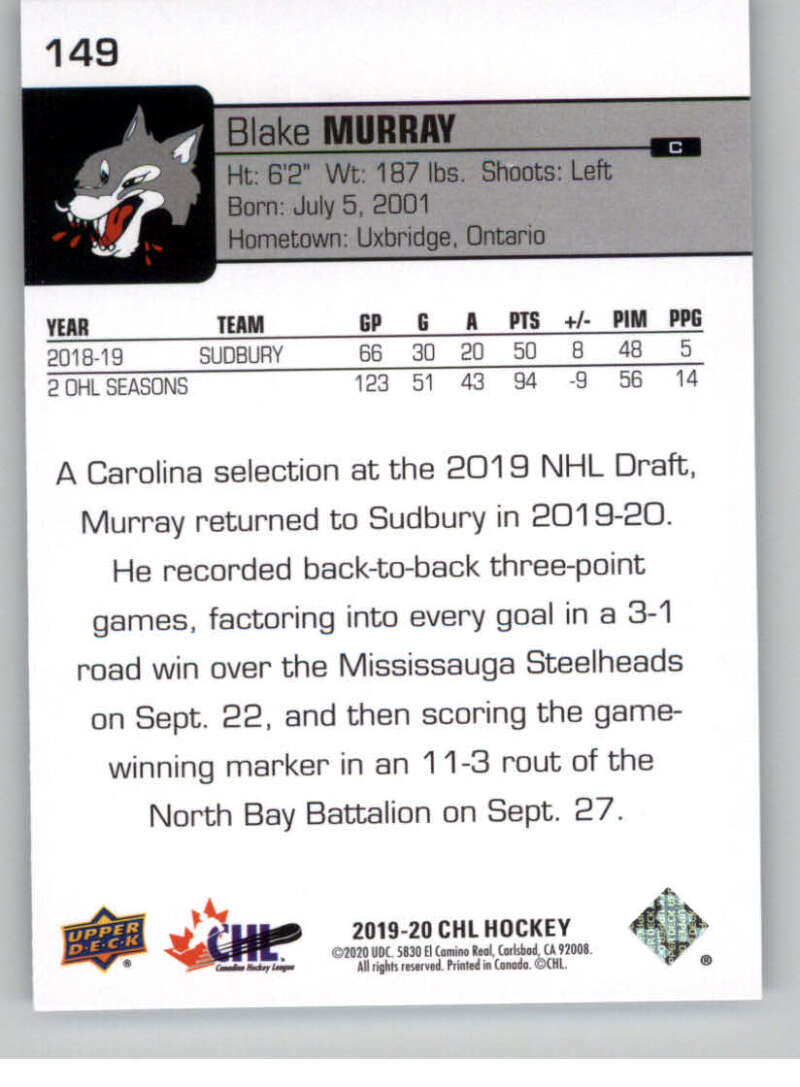 149
Blake MURRAY
C
Ht: 6'2" Wt: 187 lbs. Shoots: Left
Born: July 5, 2001
Hometown: Uxbridge, Ontario
YEAR TEAM GP G A PTS +/- PIM PPG
2018-19 SUDBURY 66 30 20 50 8 48 5
2 OHL SEASONS 123 51 43 94 -9 56 14
A Carolina selection at the 2019 NHL Draft,
Murray returned to Sudbury in 2019-20.
He recorded back-to-back three-point
games, factoring into every goal in a 3-1
road win over the Mississauga Steelheads
on Sept. 22, and then scoring the game-
winning marker in an 11-3 rout of the
North Bay Battalion on Sept. 27.
UPPER
D·E·C·K
®
CHL
Canadian Hockey League
2019-20 CHL HOCKEY
©2020 UDC. 5830 El Camino Real, Carlsbad, CA 92008.
All rights reserved. Printed in Canada. ©CHL.
®